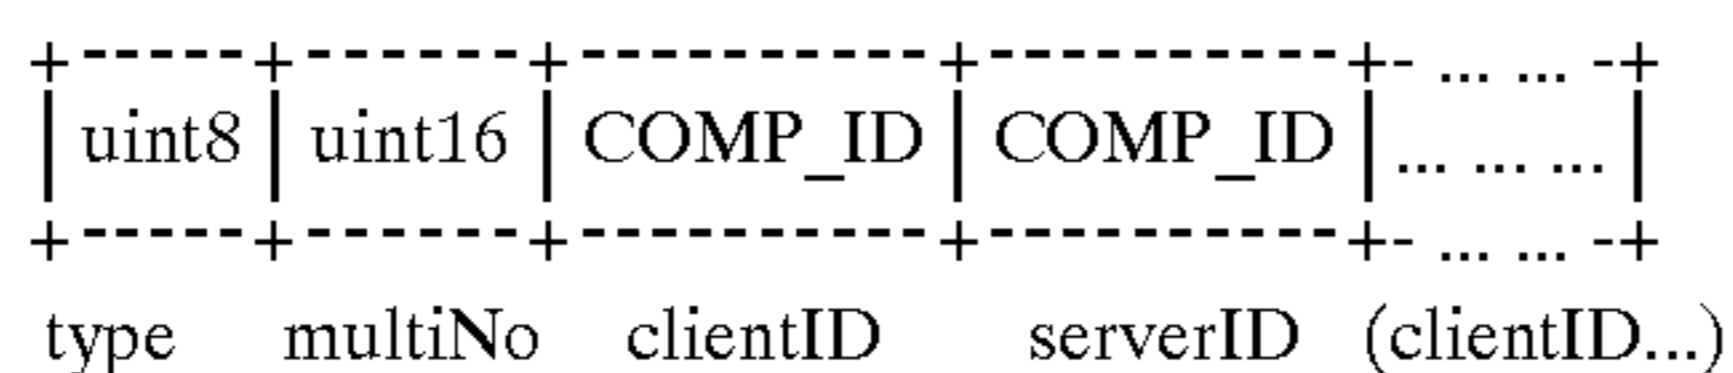 +-----+------+----------+----------+- ... ... -+
| uint8 | uint16 | COMP_ID | COMP_ID |... ... ...|
+-----+------+----------+----------+- ... ... -+
type multiNo clientID serverID (clientID...)